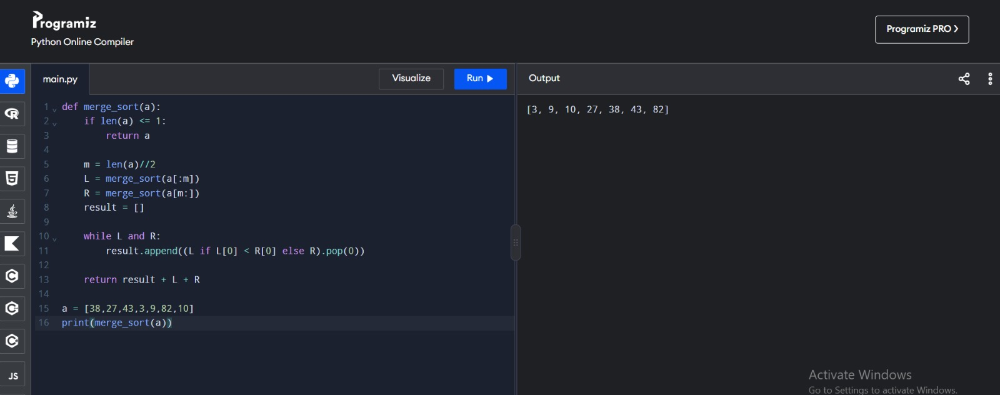 Programiz
Python Online Compiler
Programiz PRO ❯
main.py
Visualize
Run ▶
Output
1 def merge_sort(a):
2     if len(a) <= 1:
3         return a
4
5     m = len(a)//2
6     L = merge_sort(a[:m])
7     R = merge_sort(a[m:])
8     result = []
9
10     while L and R:
11         result.append((L if L[0] < R[0] else R).pop(0))
12
13     return result + L + R
14
15 a = [38,27,43,3,9,82,10]
16 print(merge_sort(a))
[3, 9, 10, 27, 38, 43, 82]
R
5
C
C
C
JS
Activate Windows
Go to Settings to activate Windows.